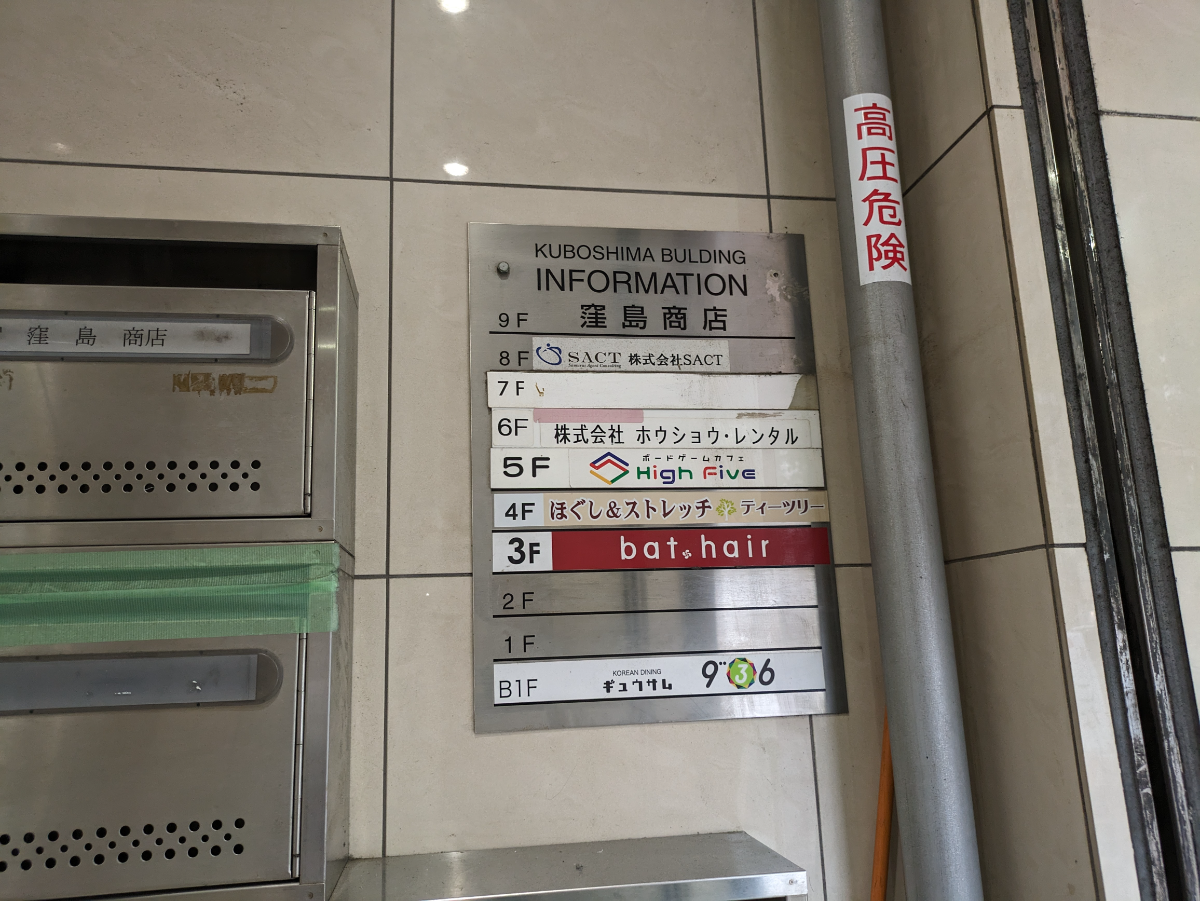 KUBOSHIMA BULDING
INFORMATION
9F 窪島商店
8F SACT 株式会社SACT
7F
6F 株式会社 ホウショウ・レンタル
ボードゲームカフェ
5F High Five
4F ほぐし&ストレッチ ティーツリー
3F bat hair
2F
1F
KOREAN DINING
B1F ギュウサム 9"36
高圧危険
窪島 商店